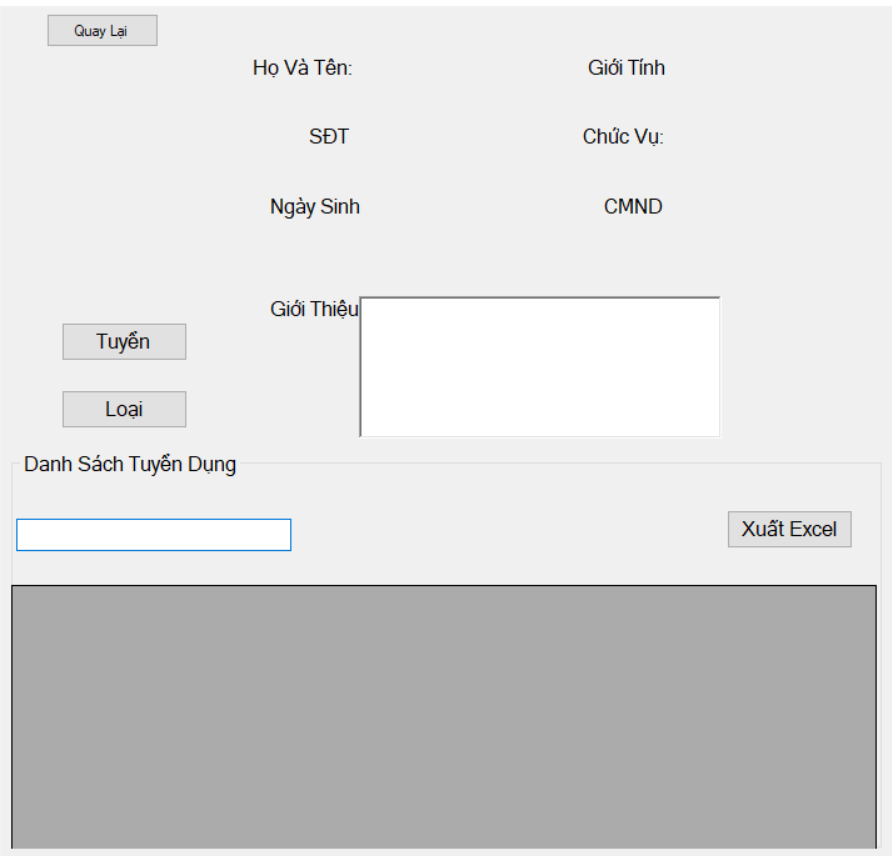 Quay Lại
Họ Và Tên: Giới Tính
SĐT Chức Vụ:
Ngày Sinh CMND
Giới Thiệu
Tuyển
Loại
Danh Sách Tuyển Dụng
Xuất Excel